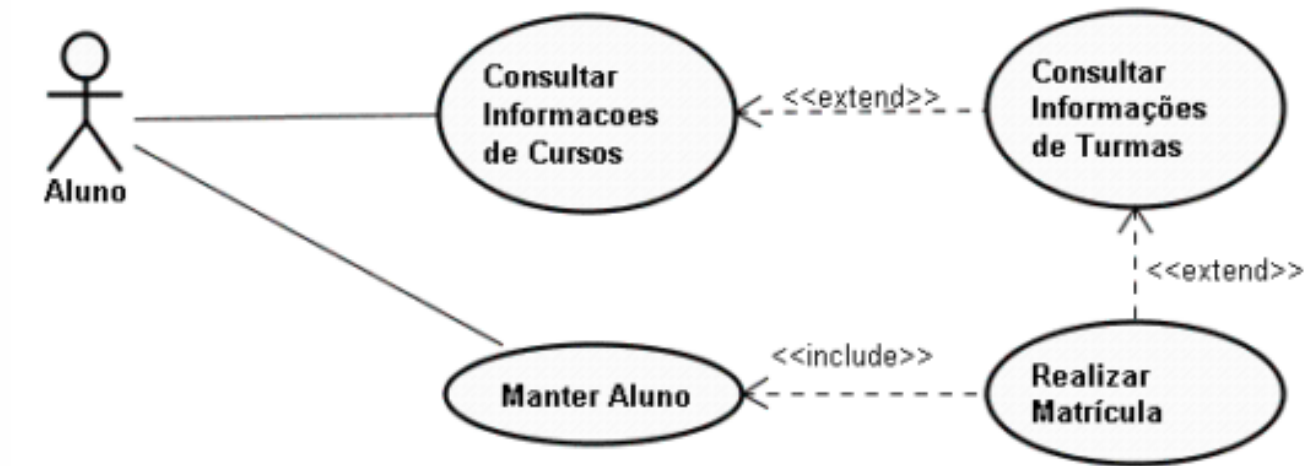 Aluno
Consultar
Informacoes
de Cursos
<<extend>>
Consultar
Informações
de Turmas
<<extend>>
Manter Aluno
<<include>>
Realizar
Matrícula